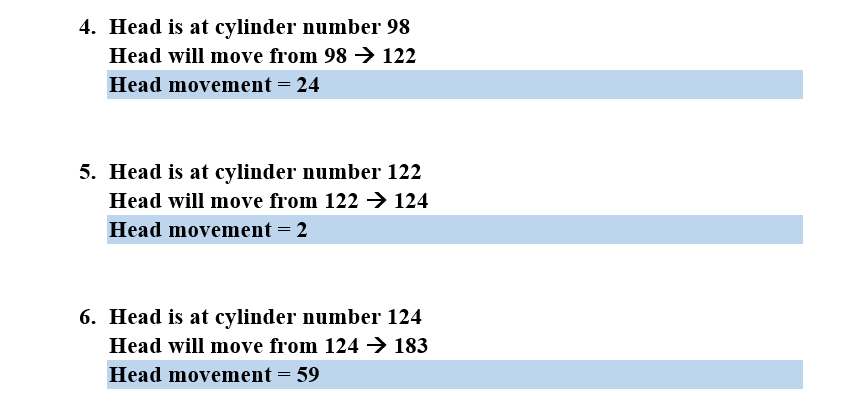 4. Head is at cylinder number 98
Head will move from 98 → 122
Head movement = 24
5. Head is at cylinder number 122
Head will move from 122 → 124
Head movement = 2
6. Head is at cylinder number 124
Head will move from 124 → 183
Head movement = 59